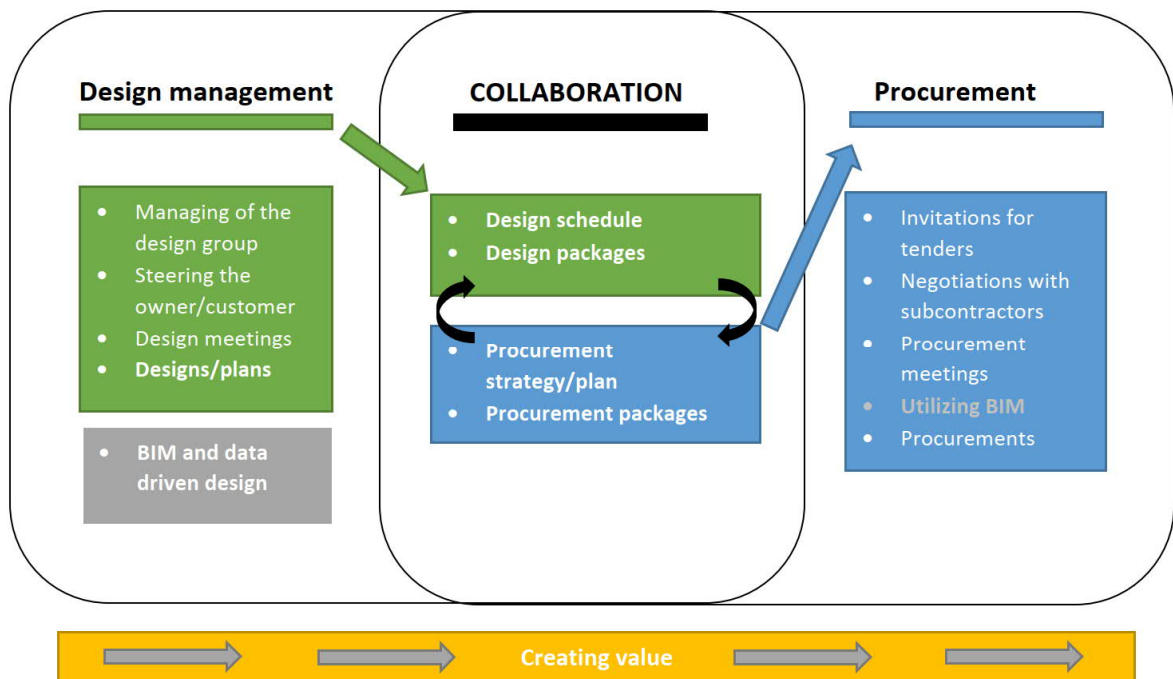 Design management
COLLABORATION
Procurement
• Managing of the
design group
• Steering the
owner/customer
• Design meetings
• Designs/plans
• BIM and data
driven design
• Design schedule
• Design packages
• Procurement
strategy/plan
• Procurement packages
• Invitations for
tenders
• Negotiations with
subcontractors
• Procurement
meetings
• Utilizing BIM
• Procurements
Creating value